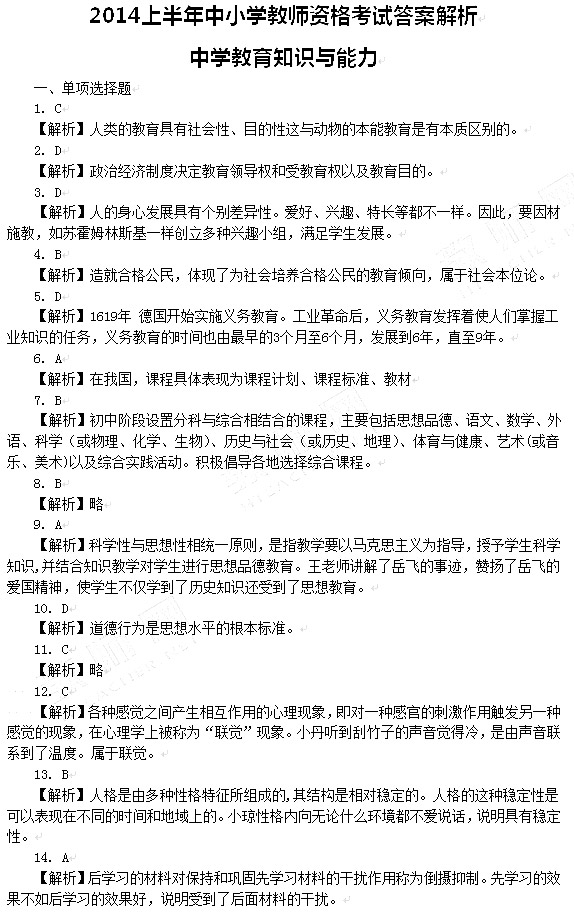 2014上半年中小学教师资格考试答案解析
中学教育知识与能力
一、单项选择题
1. C
【解析】人类的教育具有社会性、目的性这与动物的本能教育是有本质区别的。
2. D
【解析】政治经济制度决定教育领导权和受教育权以及教育目的。
3. D
【解析】人的身心发展具有个别差异性。爱好、兴趣、特长等都不一样。因此，要因材
施教，如苏霍姆林斯基一样创立多种兴趣小组，满足学生发展。
4. B
【解析】造就合格公民，体现了为社会培养合格公民的教育倾向，属于社会本位论。
5. D
【解析】1619年 德国开始实施义务教育。工业革命后，义务教育发挥着使人们掌握工
业知识的任务，义务教育的时间也由最早的3个月至6个月，发展到6年，直至9年。
6. A
【解析】在我国，课程具体表现为课程计划、课程标准、教材
7. B
【解析】初中阶段设置分科与综合相结合的课程，主要包括思想品德、语文、数学、外
语、科学（或物理、化学、生物）、历史与社会（或历史、地理）、体育与健康、艺术(或音
乐、美术)以及综合实践活动。积极倡导各地选择综合课程。
8. B
【解析】略
9. A
【解析】科学性与思想性相统一原则，是指教学要以马克思主义为指导，授予学生科学
知识,并结合知识教学对学生进行思想品德教育。王老师讲解了岳飞的事迹，赞扬了岳飞的
爱国精神，使学生不仅学到了历史知识还受到了思想教育。
10. D
【解析】道德行为是思想水平的根本标准。
11. C
【解析】略
12. C
【解析】各种感觉之间产生相互作用的心理现象，即对一种感官的刺激作用触发另一种
感觉的现象，在心理学上被称为“联觉”现象。小丹听到刮竹子的声音觉得冷，是由声音联
系到了温度。属于联觉。
13. B
【解析】人格是由多种性格特征所组成的,其结构是相对稳定的。人格的这种稳定性是
可以表现在不同的时间和地域上的。小琼性格内向无论什么环境都不爱说话，说明具有稳定
性。
14. A
【解析】后学习的材料对保持和巩固先学习材料的干扰作用称为倒摄抑制。先学习的效
果不如后学习的效果好，说明受到了后面材料的干扰。